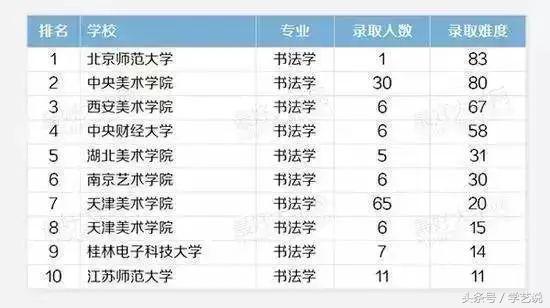 排名 学校 专业 录取人数 录取难度
1 北京师范大学 书法学 1 83
2 中央美术学院 书法学 30 80
3 西安美术学院 书法学 6 67
4 中央财经大学 书法学 6 58
5 湖北美术学院 书法学 5 31
6 南京艺术学院 书法学 6 30
7 天津美术学院 书法学 65 20
8 天津美术学院 书法学 6 15
9 桂林电子科技大学 书法学 7 14
10 江苏师范大学 书法学 11 11
头条号 / 学艺说